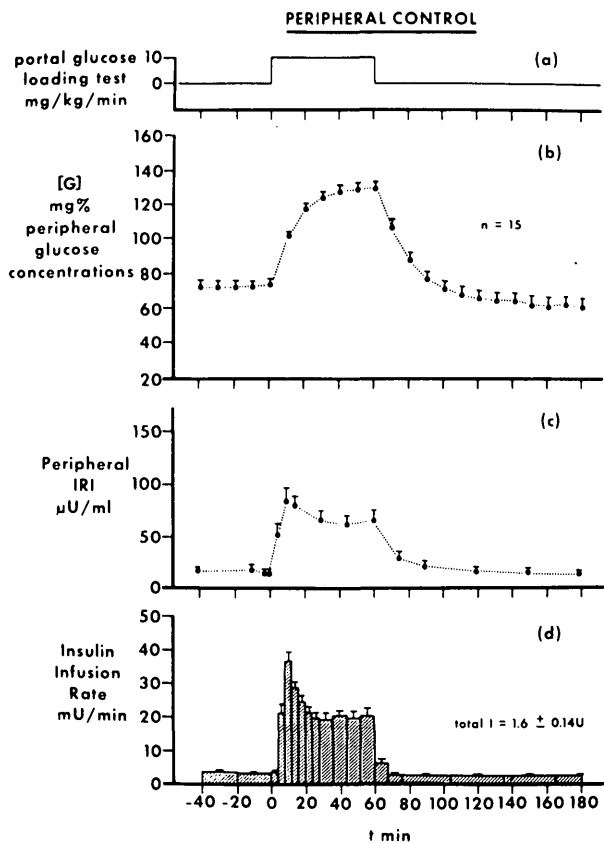 PERIPHERAL CONTROL
portal glucose
loading test
mg/kg/min
10
0
(a)
160
140
120
100
80
60
40
20
[G]
mg%
peripheral
glucose
concentrations
(b)
n = 15
150
100
50
0
Peripheral
IRI
μU/ml
(c)
50
40
30
20
10
0
Insulin
Infusion
Rate
mU/min
(d)
total I = 1.6 ± 0.14U
-40 -20 0 20 40 60 80 100 120 140 160 180
t min